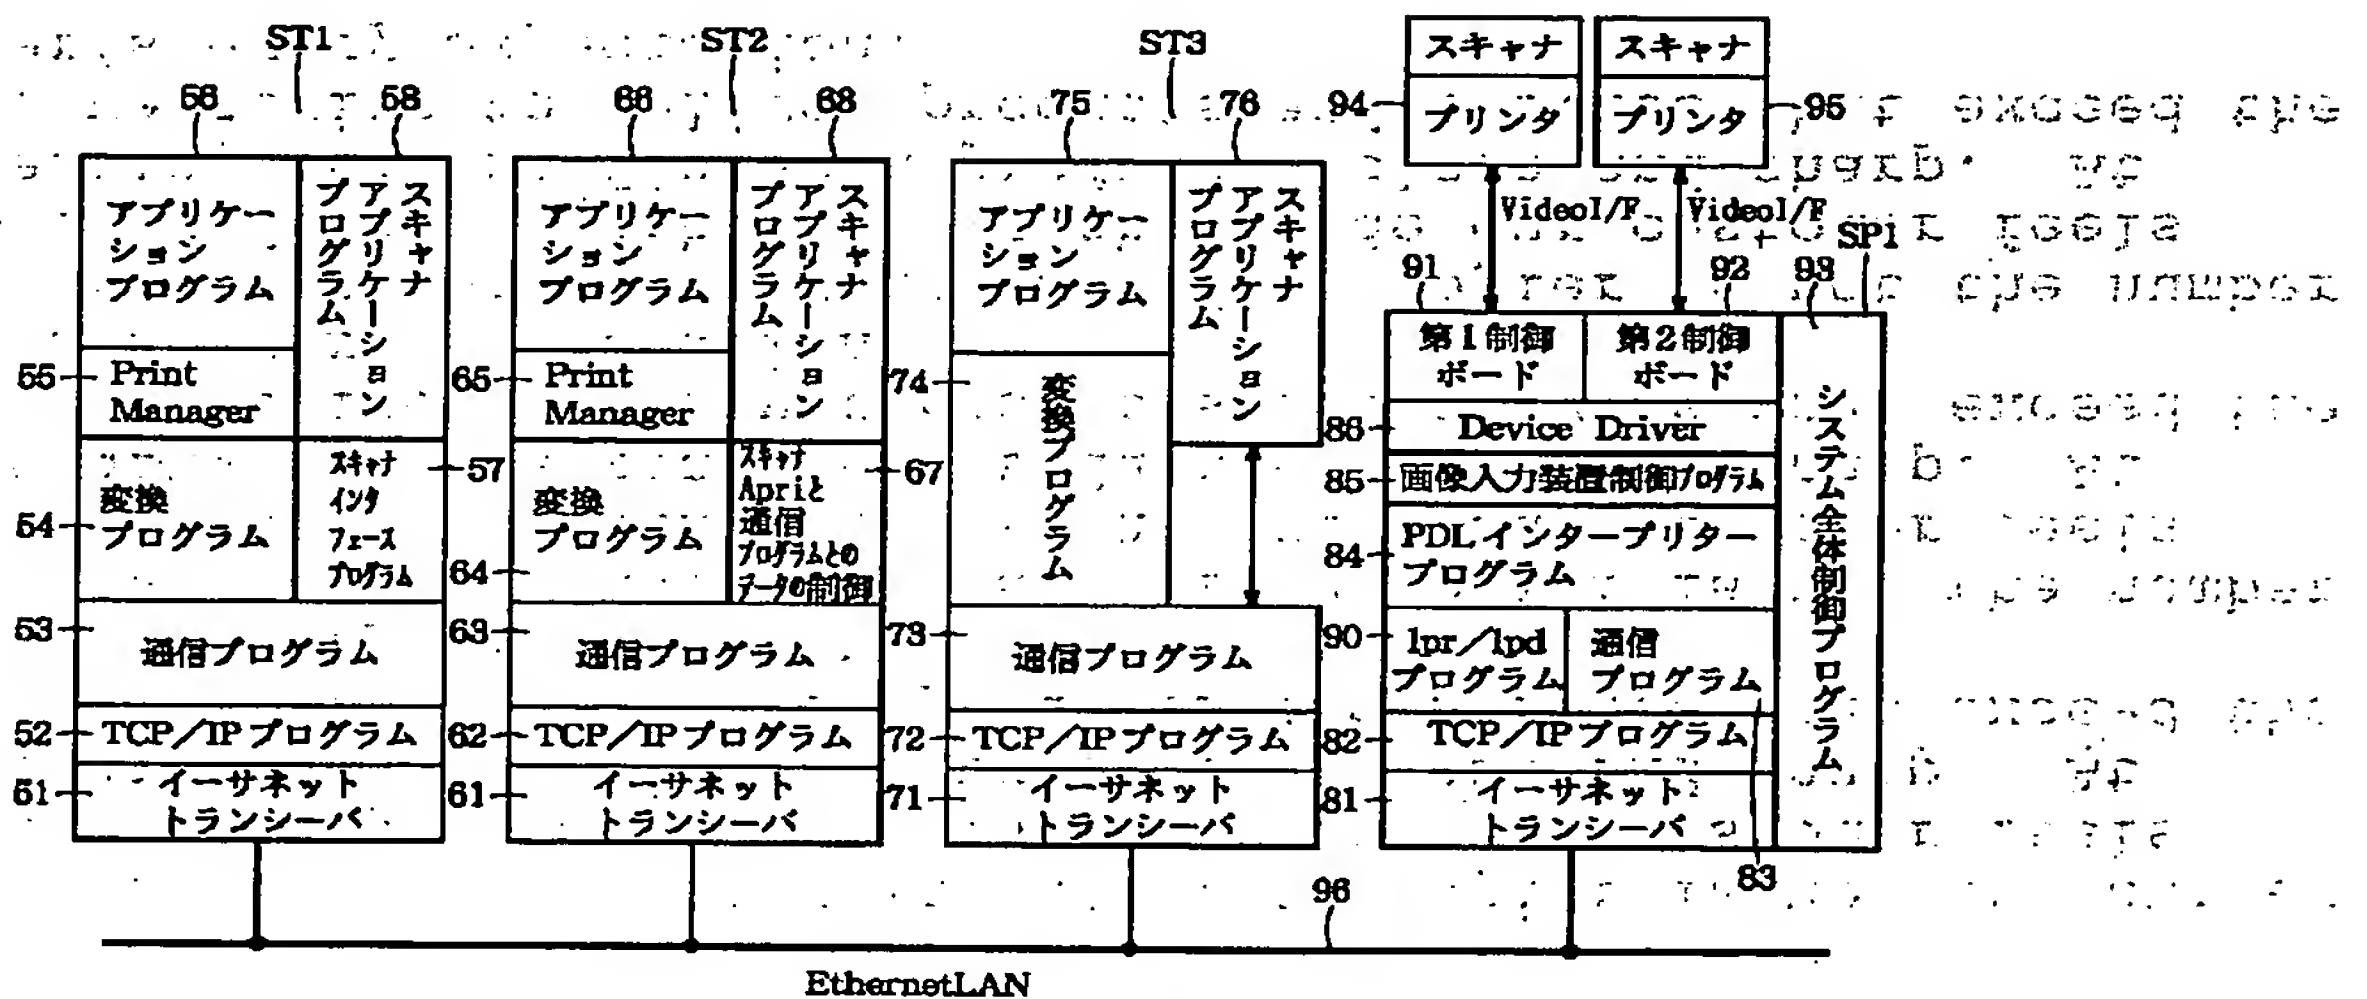 ST1
56
58
アプリケー
ション
プログラム
スキャナ
アプリケーション
プログラム
55
Print
Manager
54
変換
プログラム
スキャナ
インタ
フェース
プログラム
57
53
通信プログラム
52
TCP/IPプログラム
51
イーサネット
トランシーバ
ST2
66
68
アプリケー
ション
プログラム
スキャナ
アプリケーション
プログラム
65
Print
Manager
64
変換
プログラム
スキャナ
Apriと
通信
プログラムとの
データの制御
67
63
通信プログラム
62
TCP/IPプログラム
61
イーサネット
トランシーバ
ST3
75
76
アプリケー
ション
プログラム
スキャナ
アプリケーション
プログラム
74
変換プログラム
73
通信プログラム
72
TCP/IPプログラム
71
イーサネット
トランシーバ
スキャナ
プリンタ
94
スキャナ
プリンタ
95
VideoI/F
VideoI/F
SP1
91
92
93
第1制御
ボード
第2制御
ボード
86
Device Driver
85
画像入力装置制御プログラム
84
PDLインタープリター
プログラム
90
lpr/lpd
プログラム
通信
プログラム
82
TCP/IPプログラム
81
イーサネット
トランシーバ
83
システム全体制御プログラム
96
EthernetLAN